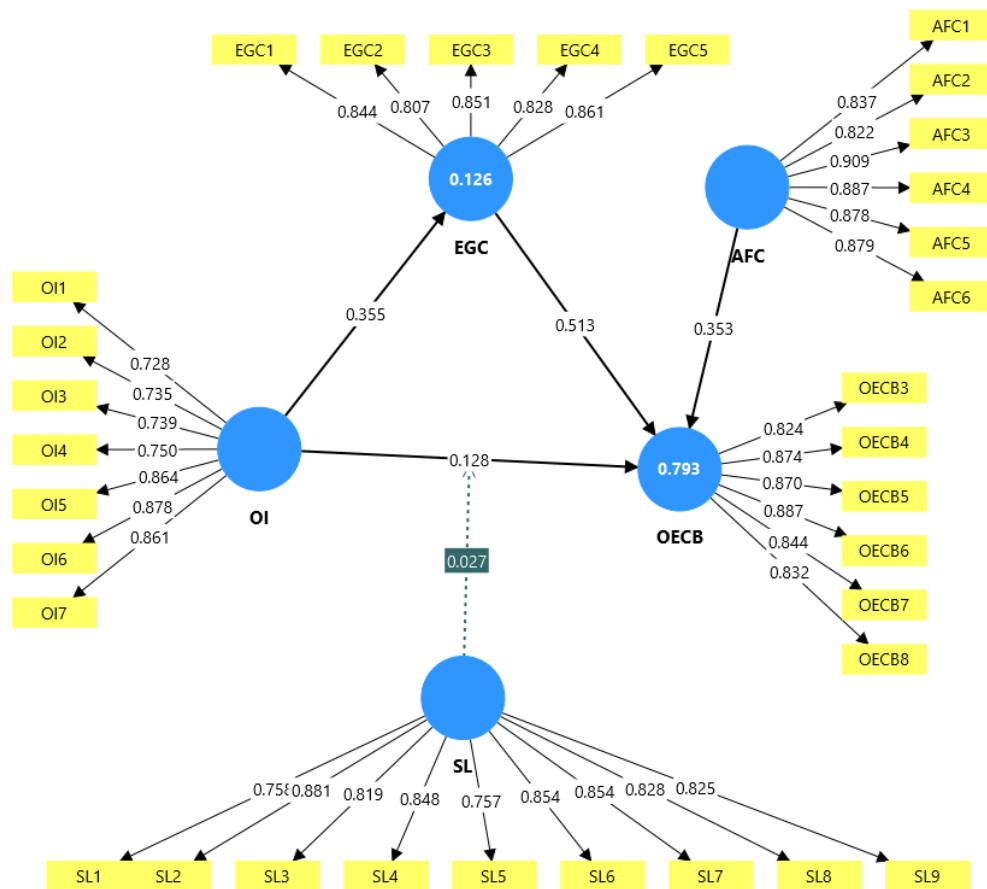 AFC1
EGC1 EGC2 EGC3 EGC4 EGC5
AFC2
0.844 0.807 0.851 0.828 0.861
0.837
0.822
AFC3
0.909
0.126
0.887
AFC4
0.878
AFC5
0.879
EGC
AFC
AFC6
OI1
0.355
0.513
0.353
OI2
0.728
0.735
OI3
0.739
OECB3
0.824
OI4
0.750
OECB4
0.874
0.128
0.793
0.864
0.870
OI5
OECB5
0.878
OI
0.887
0.861
OECB
OECB6
0.844
OI6
0.027
0.832
OI7
OECB7
OECB8
SL
0.881 0.819 0.848 0.757 0.854 0.854 0.828 0.825
SL1 SL2 SL3 SL4 SL5 SL6 SL7 SL8 SL9